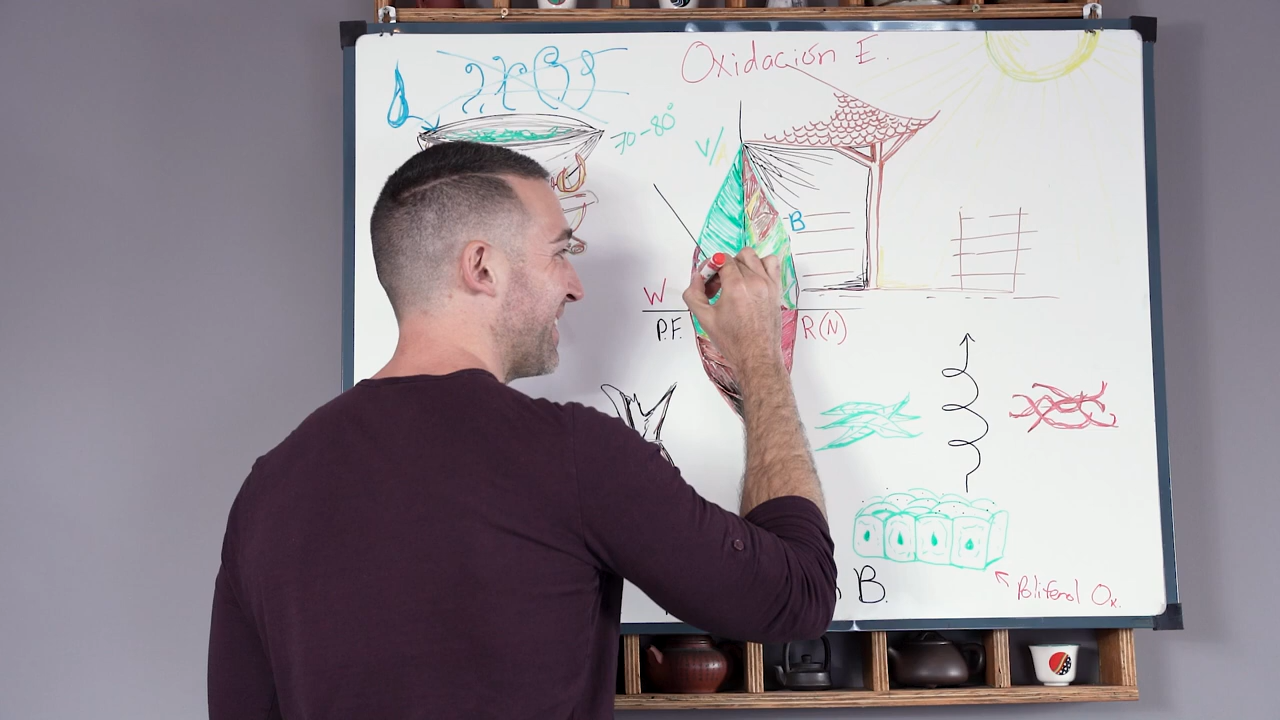 Oxidación E.
70-80°
V/
B
W
P.F.
R(N)
B.
Polifenol Ox.